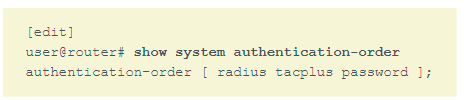 [edit]
user@router# show system authentication-order
authentication-order [ radius tacplus password ];